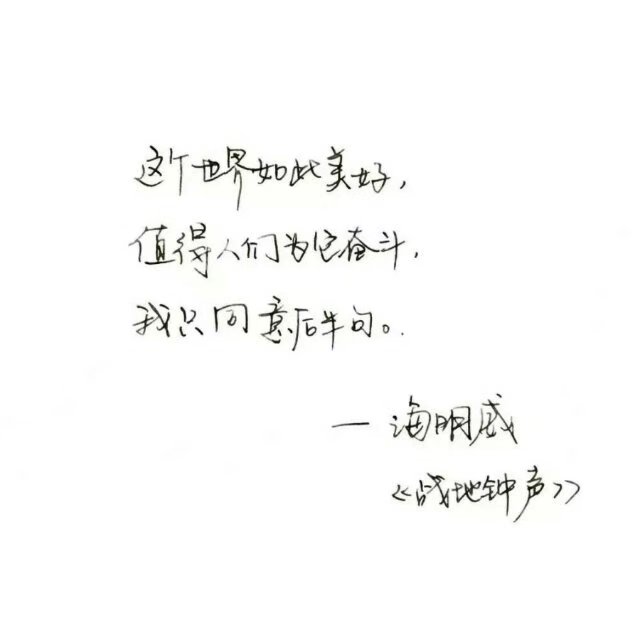 这个世界如此美好，
值得人们为它奋斗，
我只同意后半句。
— 海明威
《战地钟声》